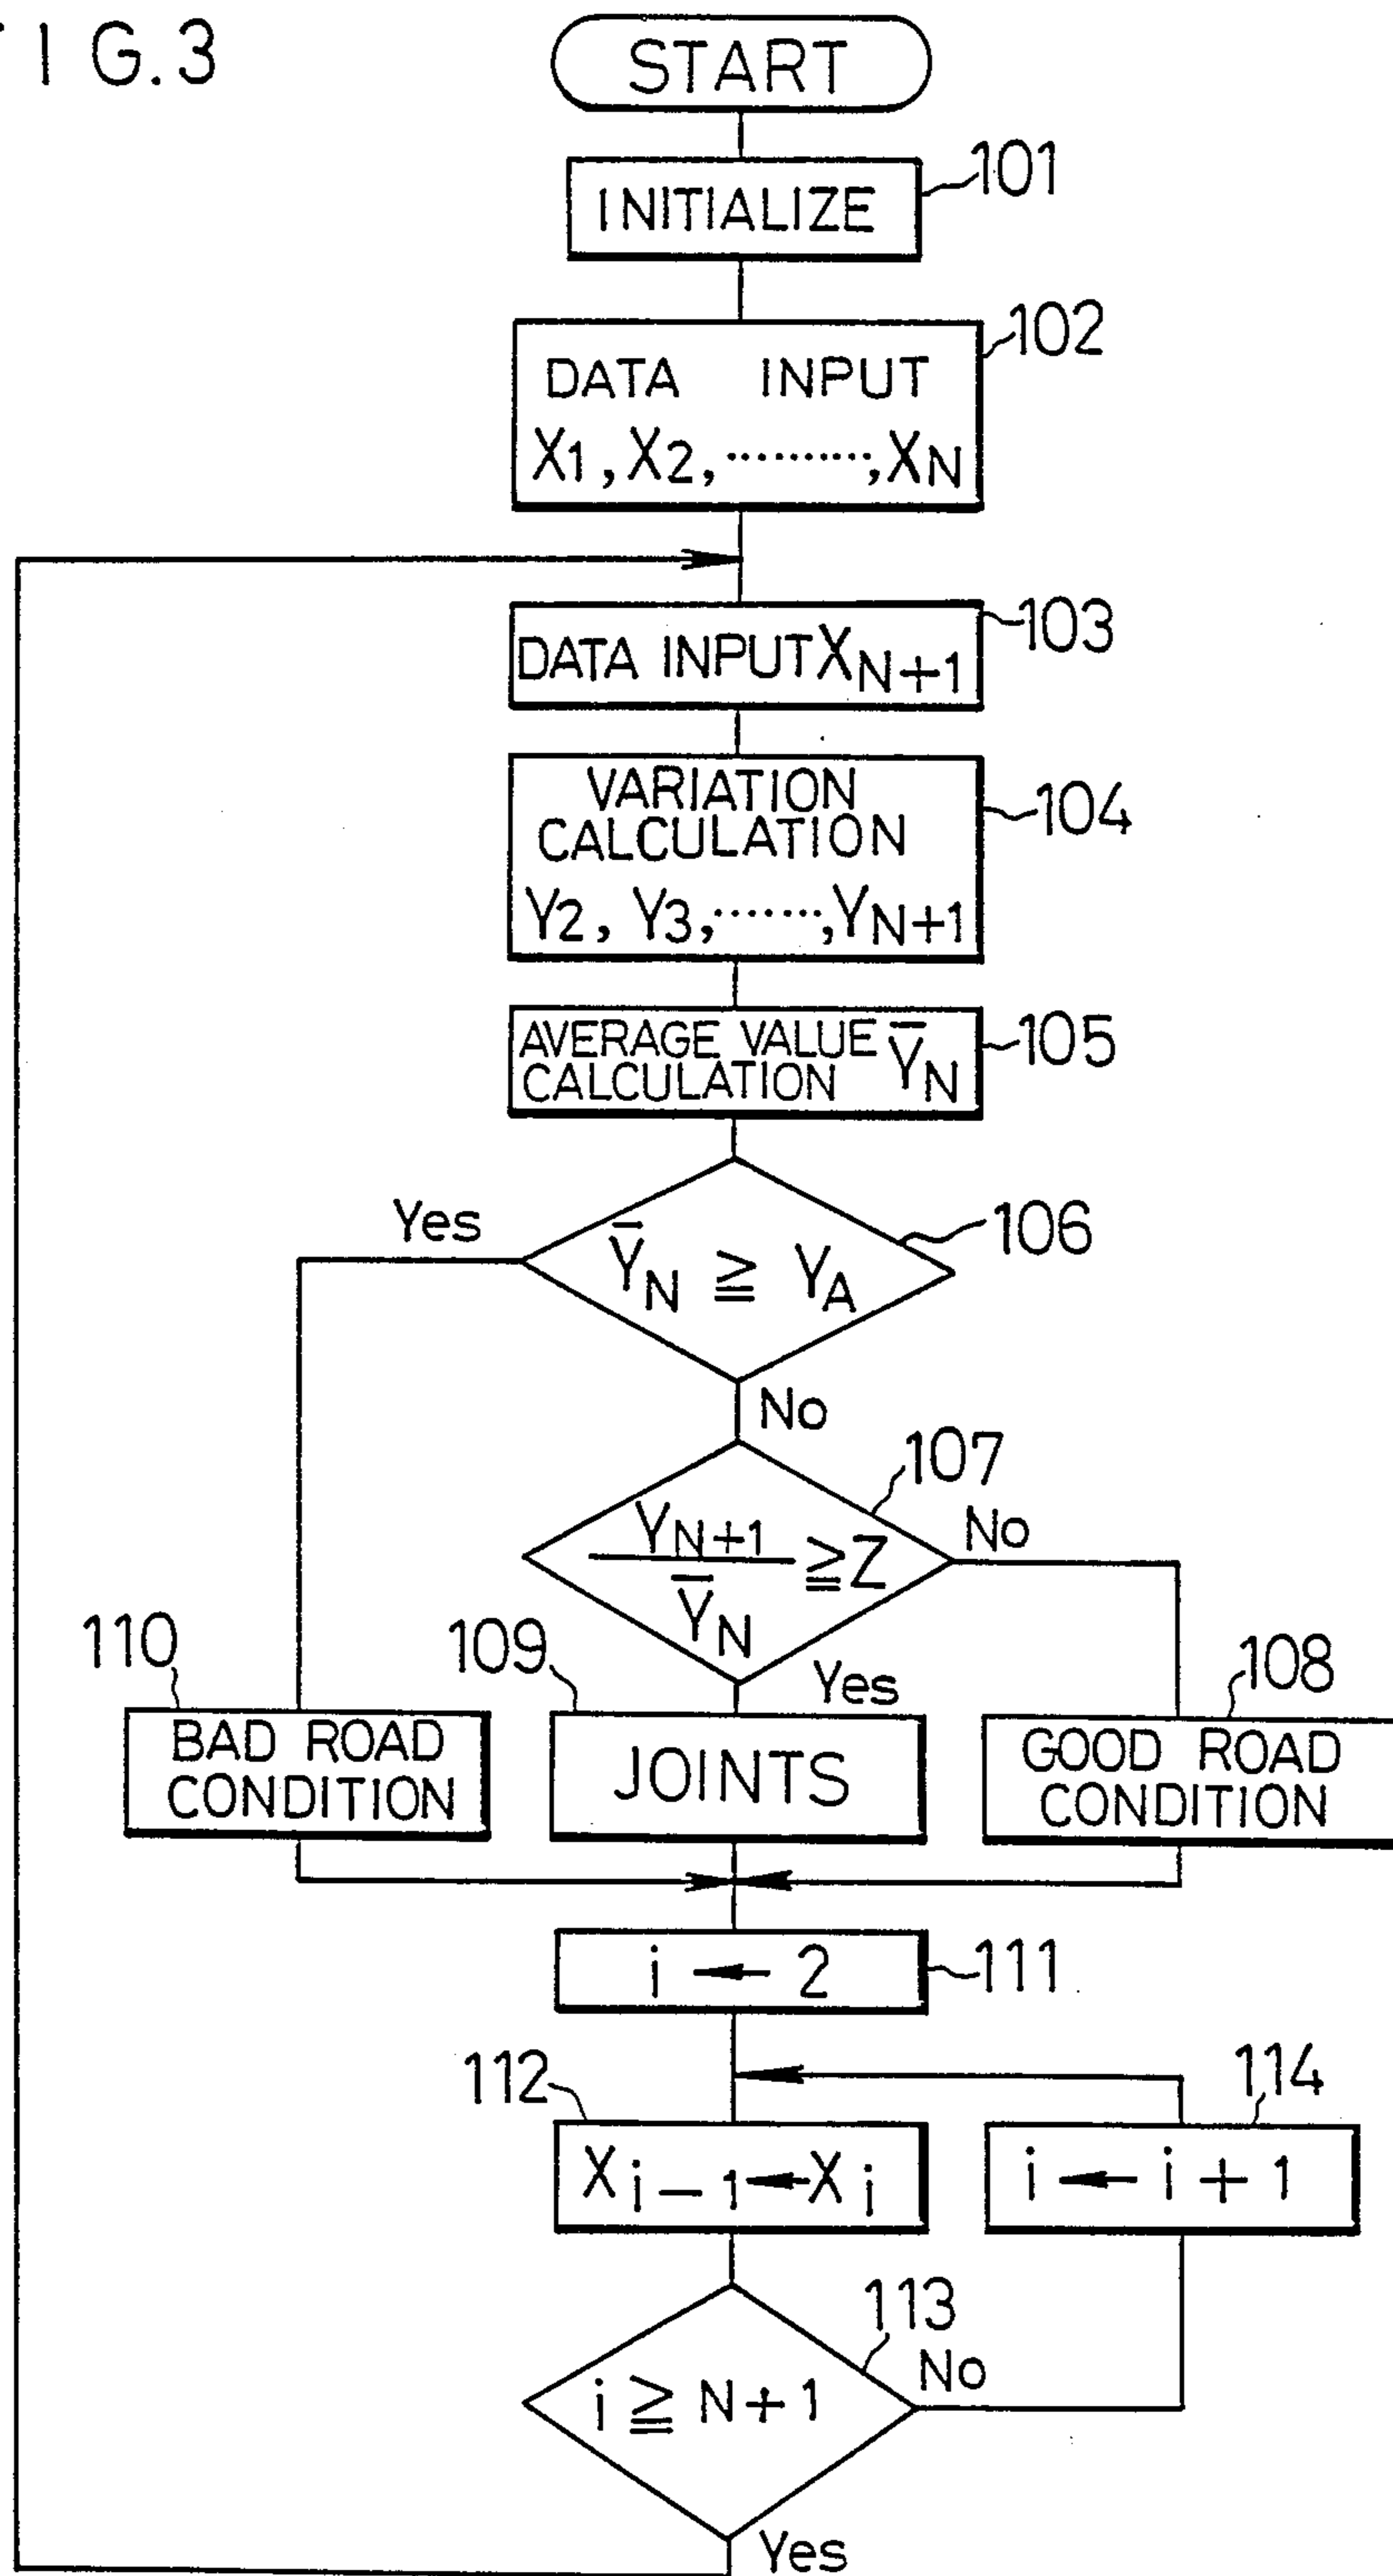 FIG.3
START
INITIALIZE
101
DATA INPUT
X1, X2, ··········, XN
102
DATA INPUT XN+1
103
VARIATION
CALCULATION
Y2, Y3, ·······, YN+1
104
AVERAGE VALUE
CALCULATION
Y̅N
105
Yes
Y̅N ≧ YA
106
No
107
YN+1
Y̅N
≧Z
No
Yes
110
BAD ROAD
CONDITION
109
JOINTS
108
GOOD ROAD
CONDITION
i ← 2
111
112
Xi-1←Xi
114
i ← i + 1
113
i ≧ N+1
No
Yes